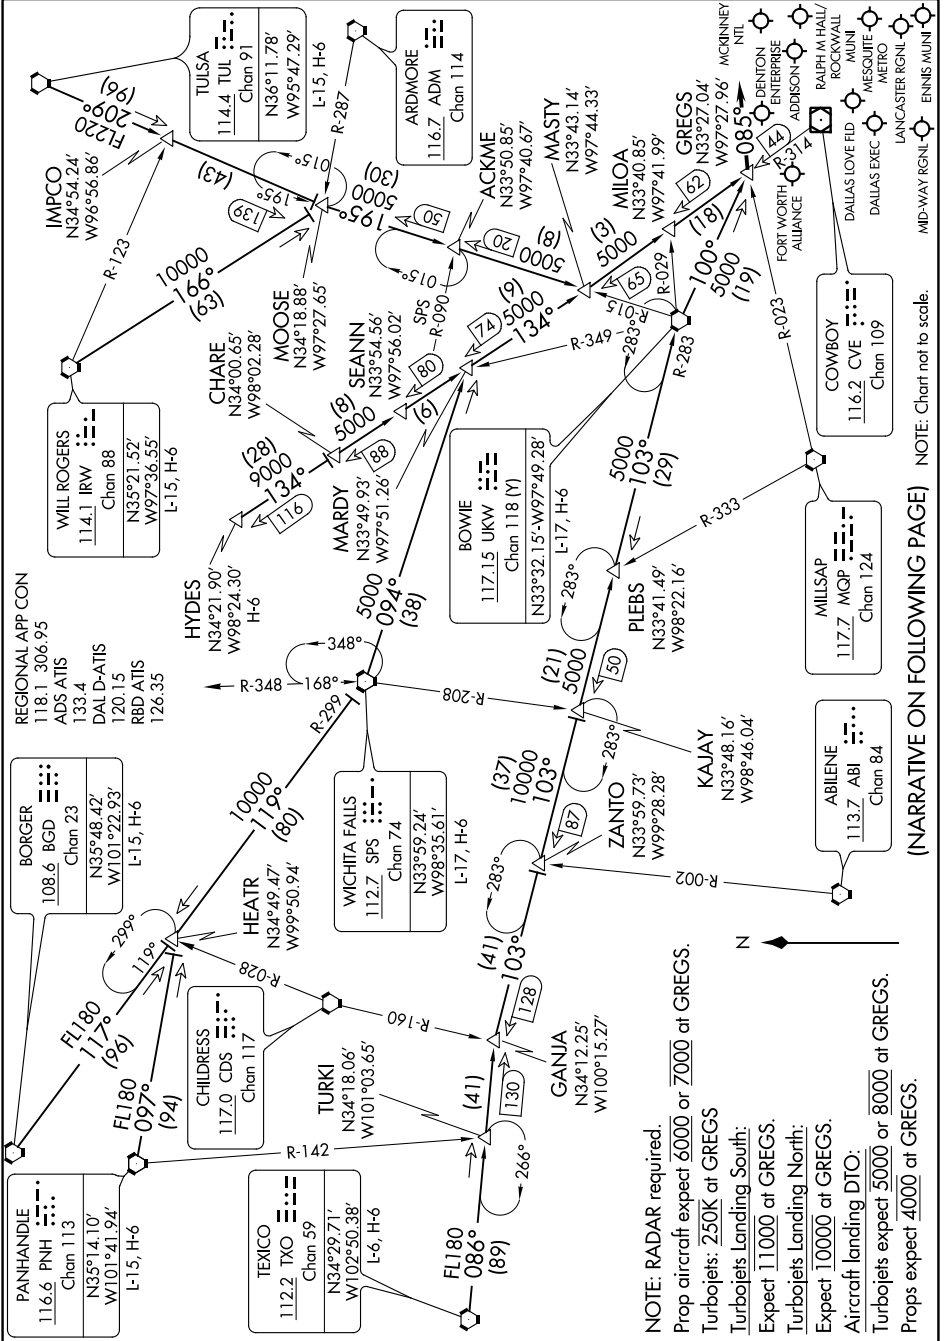 REGIONAL APP CON
118.1 306.95
ADS ATIS
133.4
DAL D-ATIS
120.15
RBD ATIS
126.35
TULSA
114.4 TUL
Chan 91
N36°11.78'
W95°47.29'
L-15, H-6
ARDMORE
116.7 ADM
Chan 114
WILL ROGERS
114.1 IRW
Chan 88
N35°21.52'
W97°36.55'
L-15, H-6
BORGER
108.6 BGD
Chan 23
N35°48.42'
W101°22.93'
L-15, H-6
PANHANDLE
116.6 PNH
Chan 113
N35°14.10'
W101°41.94'
L-15, H-6
CHILDRESS
117.0 CDS
Chan 117
TEXICO
112.2 TXO
Chan 59
N34°29.71'
W102°50.38'
L-6, H-6
WICHITA FALLS
112.7 SPS
Chan 74
N33°59.24'
W98°35.61'
L-17, H-6
BOWIE
117.15 UKW
Chan 118 (Y)
N33°32.15'-W97°49.28'
L-17, H-6
ABILENE
113.7 ABI
Chan 84
MILLSAP
117.7 MQP
Chan 124
COWBOY
116.2 CVE
Chan 109
IMPCO
N34°54.24'
W96°56.86'
MOOSE
N34°18.88'
W97°27.65'
ACKME
N33°50.85'
W97°40.67'
MASTY
N33°43.14'
W97°44.33'
MILOA
N33°40.85'
W97°41.99'
GREGS
N33°27.04'
W97°27.96'
CHARE
N34°00.65'
W98°02.28'
SEANN
N33°54.56'
W97°56.02'
MARDY
N33°49.93'
W97°51.26'
HYDES
N34°21.90'
W98°24.30'
H-6
HEATR
N34°49.47'
W99°50.94'
TURKI
N34°18.06'
W101°03.65'
GANJA
N34°12.25'
W100°15.27'
ZANTO
N33°59.73'
W99°28.28'
KAJAY
N33°48.16'
W98°46.04'
PLEBS
N33°41.49'
W98°22.16'
FL220
209°
(96)
(43)
R-123
R-287
10000
199°
(63)
139
195°
015°
195°
5000
(30)
50
015°
SPS
R-090
20
5000
(8)
(3)
5000
65
R-015
R-029
62
(18)
085°
44
R-314
R-023
(28)
9000
134°
116
(8)
5000
88
80
(6)
74
(9)
5000
134°
R-349
5000
094°
(38)
348°
168°
R-348
R-299
R-208
10000
119°
(80)
299°
119°
FL180
117°
(96)
FL180
097°
(94)
R-028
R-160
R-142
FL180
086°
(89)
266°
(41)
130
128
(41)
103°
283°
87
R-002
(37)
10000
103°
283°
50
(21)
5000
283°
R-333
5000
103°
(29)
283°
R-283
100°
5000
(19)
MCKINNEY
NTL
DENTON
ENTERPRISE
ADDISON
RALPH M HALL/
ROCKWALL
MUNI
MESQUITE
METRO
LANCASTER RGNL
ENNIS MUNI
FORT WORTH
ALLIANCE
DALLAS LOVE FLD
DALLAS EXEC
MID-WAY RGNL
N
NOTE: RADAR required.
Prop aircraft expect 6000 or 7000 at GREGS.
Turbojets: 250K at GREGS
Turbojets Landing South:
Expect 11000 at GREGS.
Turbojets Landing North:
Expect 10000 at GREGS.
Aircraft landing DTO:
Turbojets expect 5000 or 8000 at GREGS.
Props expect 4000 at GREGS.
(NARRATIVE ON FOLLOWING PAGE) NOTE: Chart not to scale.